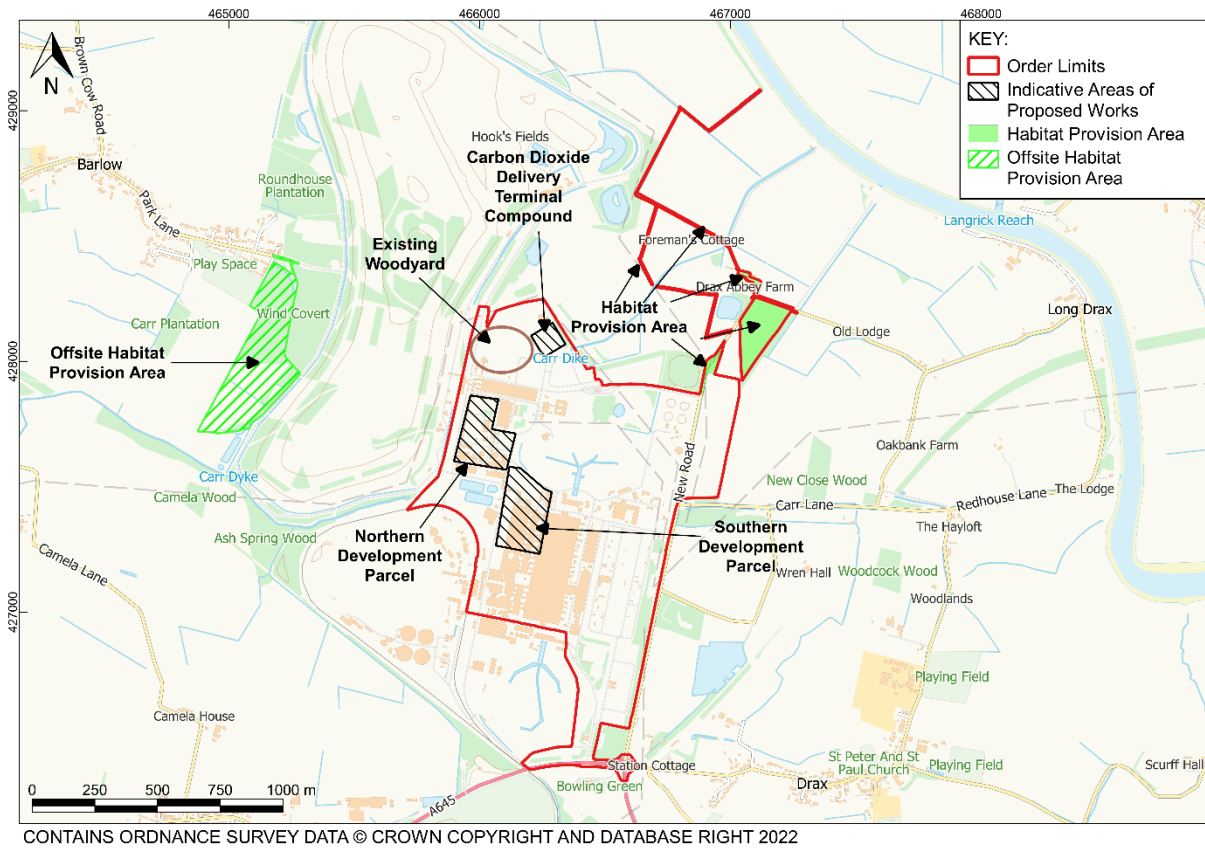 465000
466000
467000
468000
KEY:
Order Limits
Indicative Areas of
Proposed Works
Habitat Provision Area
Offsite Habitat
Provision Area
N
429000
428000
427000
Brown Cow Road
Barlow
Park Lane
Roundhouse
Plantation
Hook's Fields
Carbon Dioxide
Delivery
Terminal
Compound
Existing
Woodyard
Langrick Reach
Foreman's Cottage
Drax Abbey Farm
Play Space
Wind Covert
Carr Plantation
Habitat
Provision Area
Old Lodge
Long Drax
Offsite Habitat
Provision Area
Carr Dike
Carr Dyke
Camela Wood
Ash Spring Wood
Camela Lane
Northern
Development
Parcel
Southern
Development
Parcel
New Road
Oakbank Farm
New Close Wood
Carr Lane
Redhouse Lane
The Lodge
The Hayloft
Wren Hall
Woodcock Wood
Woodlands
Playing Field
Camela House
St Peter And St
Paul Church
Playing Field
Scurff Hall
Station Cottage
Bowling Green
Drax
A645
0 250 500 750 1000 m
CONTAINS ORDNANCE SURVEY DATA © CROWN COPYRIGHT AND DATABASE RIGHT 2022